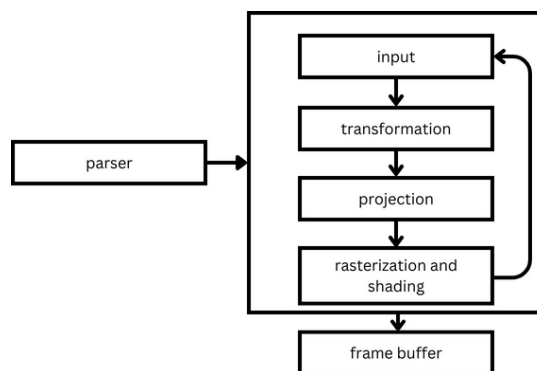 input
transformation
parser
projection
rasterization and
shading
frame buffer